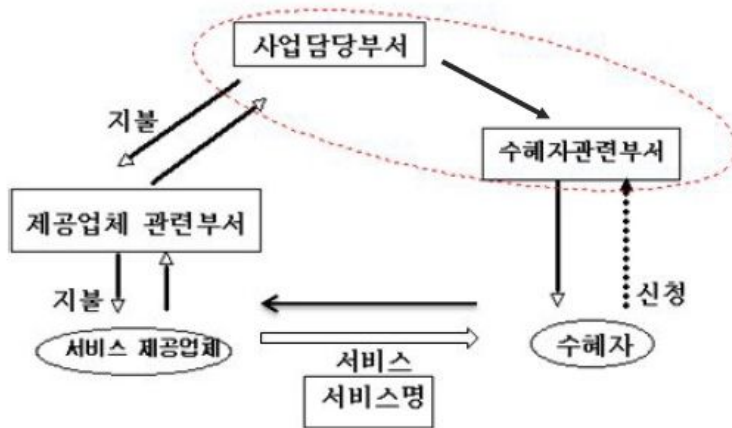 사업담당부서
지불
수혜자관련부서
제공업체 관련부서
지불
신청
서비스 제공업체
수혜자
서비스
서비스명